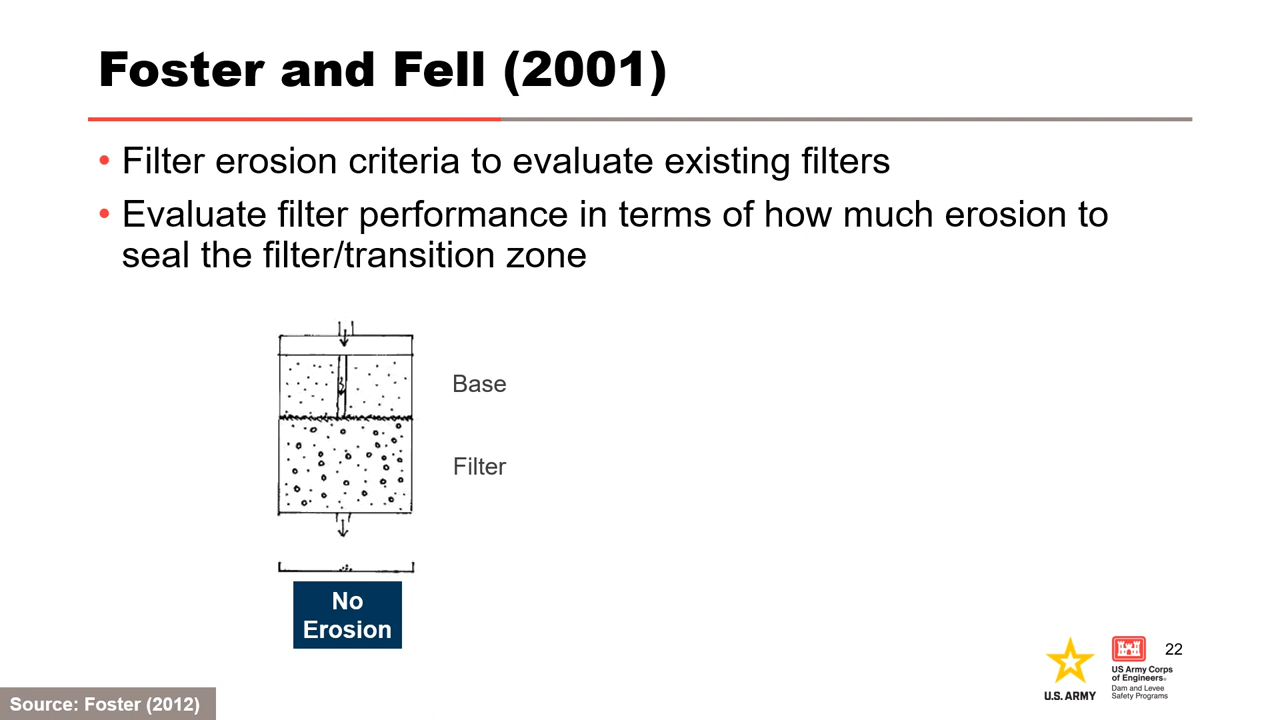 Foster and Fell (2001)
• Filter erosion criteria to evaluate existing filters
• Evaluate filter performance in terms of how much erosion to
seal the filter/transition zone
Base
Filter
No
Erosion
22
U.S. ARMY
US Army Corps
of Engineers®
Dam and Levee
Safety Programs
Source: Foster (2012)